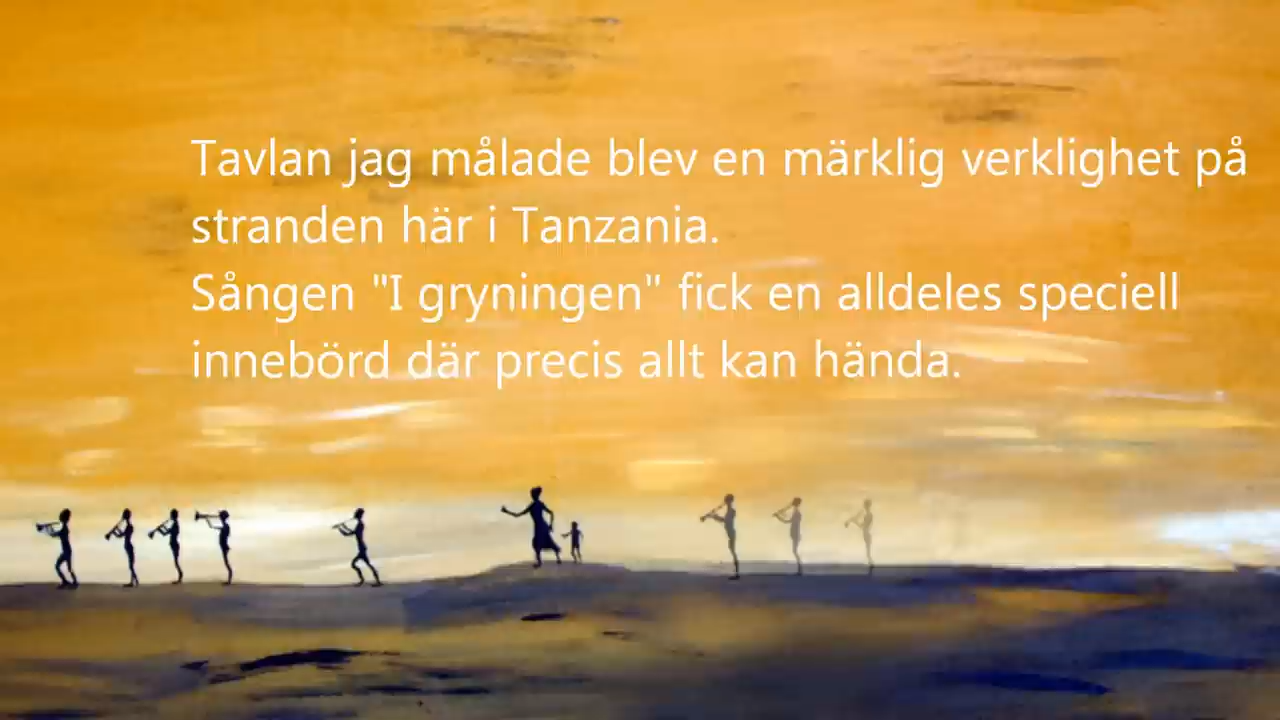 Tavlan jag målade blev en märklig verklighet på
stranden här i Tanzania.
Sången "I gryningen" fick en alldeles speciell
innebörd där precis allt kan hända.